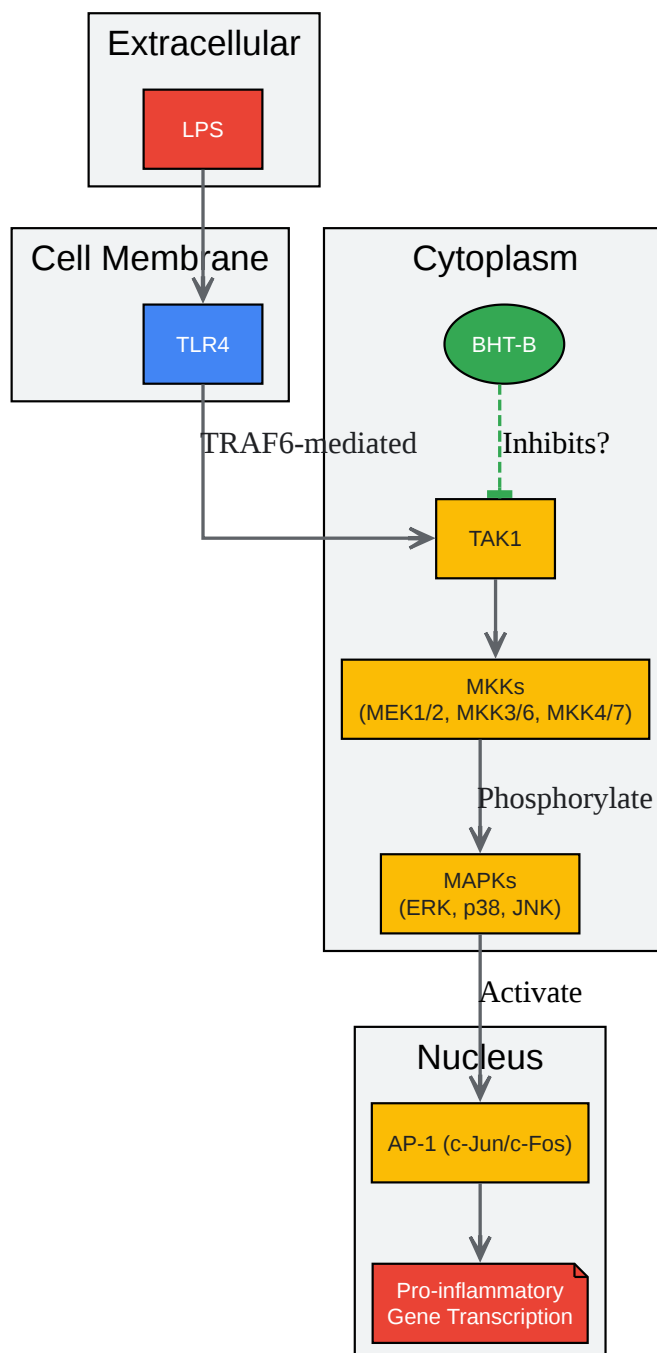 Extracellular
LPS
Cell Membrane
TLR4
Cytoplasm
BHT-B
TRAF6-mediated
Inhibits?
TAK1
MKKs
(MEK1/2, MKK3/6, MKK4/7)
Phosphorylate
MAPKs
(ERK, p38, JNK)
Activate
Nucleus
AP-1 (c-Jun/c-Fos)
Pro-inflammatory
Gene Transcription